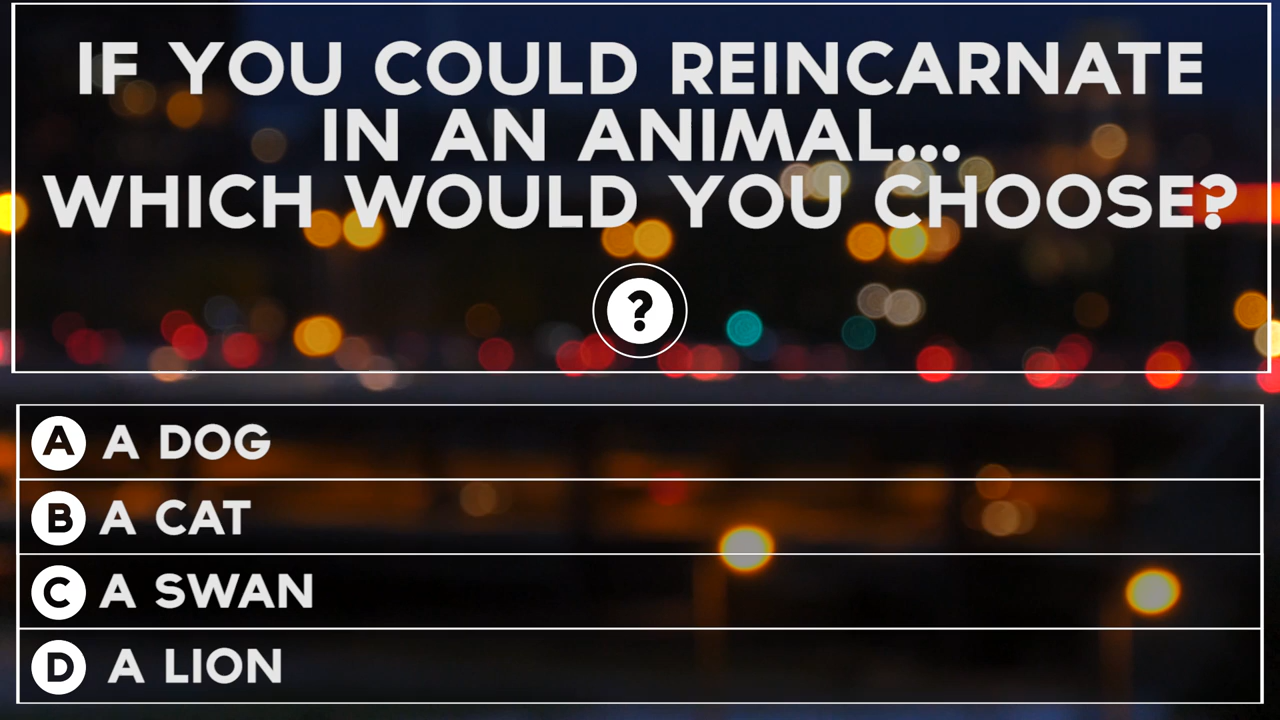 IF YOU COULD REINCARNATE
IN AN ANIMAL...
WHICH WOULD YOU CHOOSE?
?
A A DOG
B A CAT
C A SWAN
D A LION